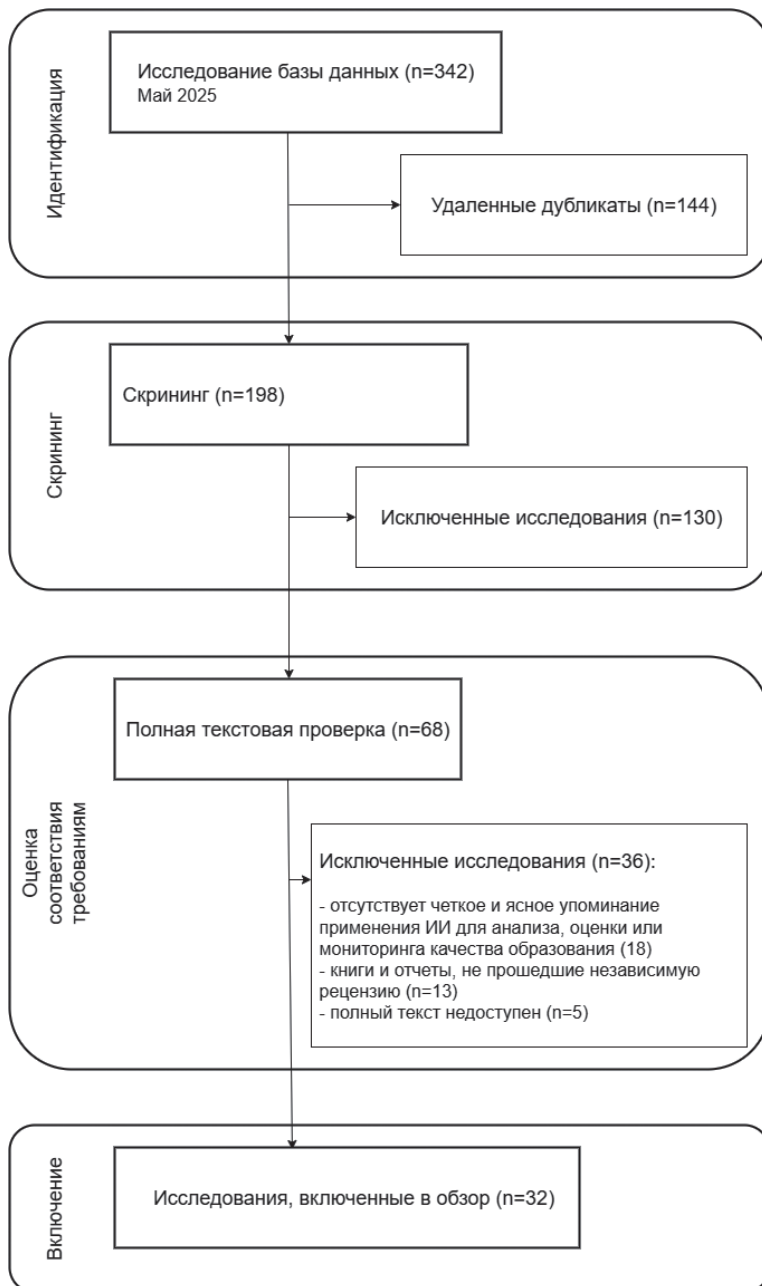 Идентификация
Исследование базы данных (n=342)
Май 2025
Удаленные дубликаты (n=144)
Скрининг
Скрининг (n=198)
Исключенные исследования (n=130)
Оценка
соответствия
требованиям
Полная текстовая проверка (n=68)
Исключенные исследования (n=36):
- отсутствует четкое и ясное упоминание
применения ИИ для анализа, оценки или
мониторинга качества образования (18)
- книги и отчеты, не прошедшие независимую
рецензию (n=13)
- полный текст недоступен (n=5)
Включение
Исследования, включенные в обзор (n=32)